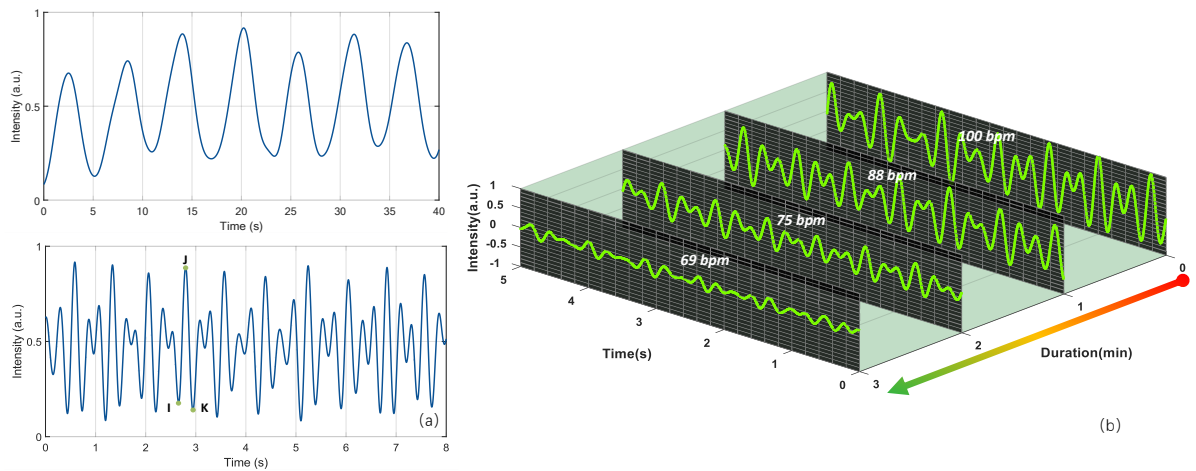 1
0.5
0
Intensity (a.u.)
0 5 10 15 20 25 30 35 40
Time (s)
1
0.5
0
Intensity (a.u.)
J
I
K
(a)
0 1 2 3 4 5 6 7 8
Time (s)
100 bpm
88 bpm
75 bpm
69 bpm
Intensity(a.u.)
1
0.5
0
-0.5
-1
5
4
3
2
1
0
Time(s)
0
1
2
3
Duration(min)
(b)